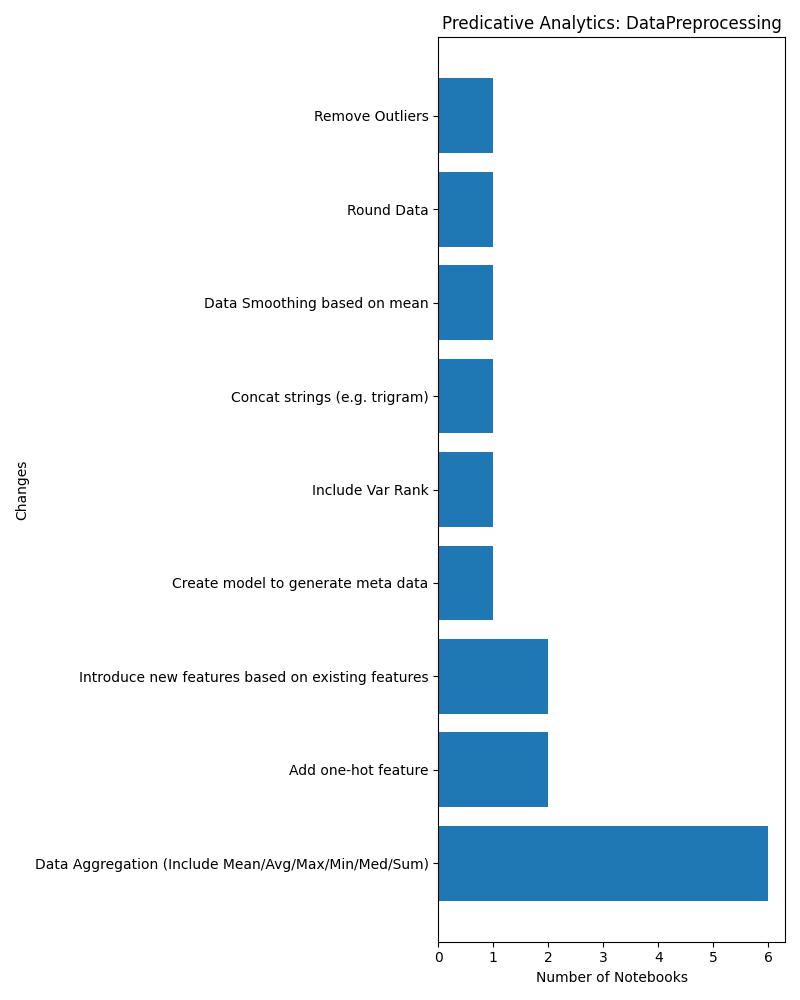 Predicative Analytics: DataPreprocessing
Remove Outliers
Round Data
Data Smoothing based on mean
Concat strings (e.g. trigram)
Include Var Rank
Create model to generate meta data
Introduce new features based on existing features
Add one-hot feature
Data Aggregation (Include Mean/Avg/Max/Min/Med/Sum)
Changes
0 1 2 3 4 5 6
Number of Notebooks